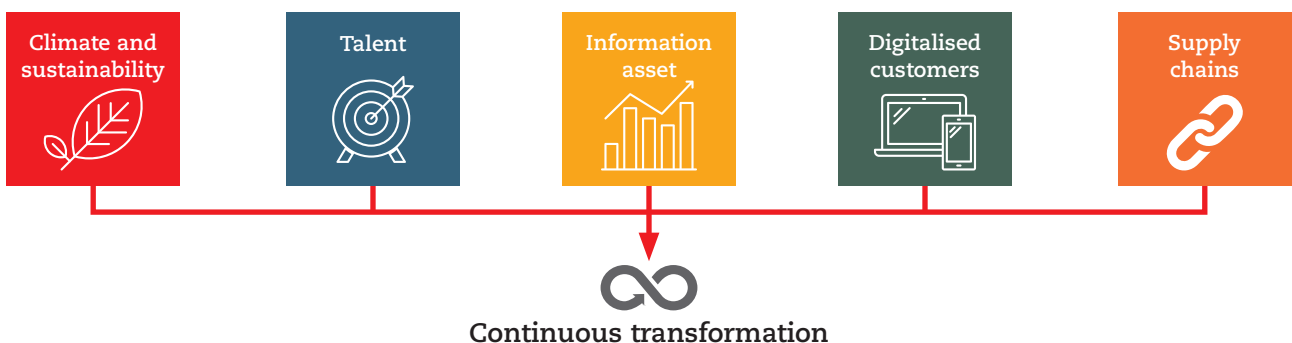 Climate and
sustainability
Talent
Information
asset
Digitalised
customers
Supply
chains
Continuous transformation